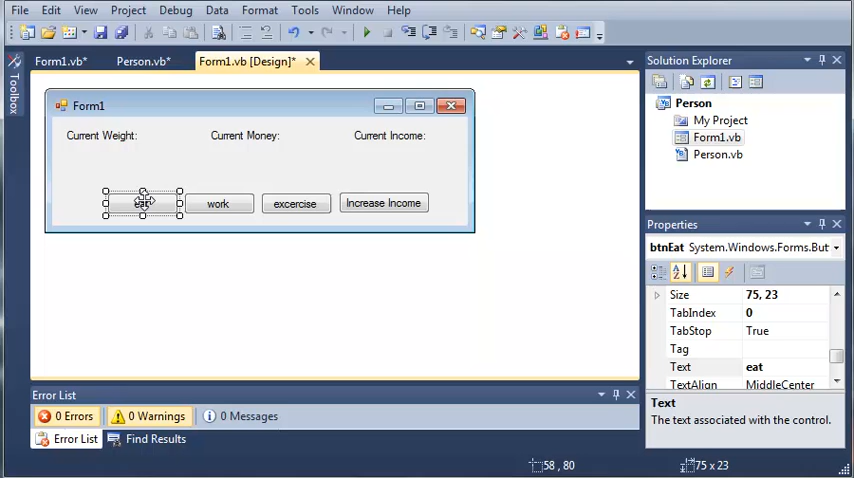 File Edit View Project Debug Data Format Tools Window Help
Form1.vb* Person.vb* Form1.vb [Design]*
Toolbox
Form1
Current Weight: Current Money: Current Income:
work excercise Increase Income
Solution Explorer
Person
My Project
Form1.vb
Person.vb
Properties
btnEat System.Windows.Forms.But
Size 75, 23
TabIndex 0
TabStop True
Tag
Text eat
TextAlign MiddleCenter
Text
The text associated with the control.
Error List
0 Errors 0 Warnings 0 Messages
Error List Find Results
58 , 80 75 x 23